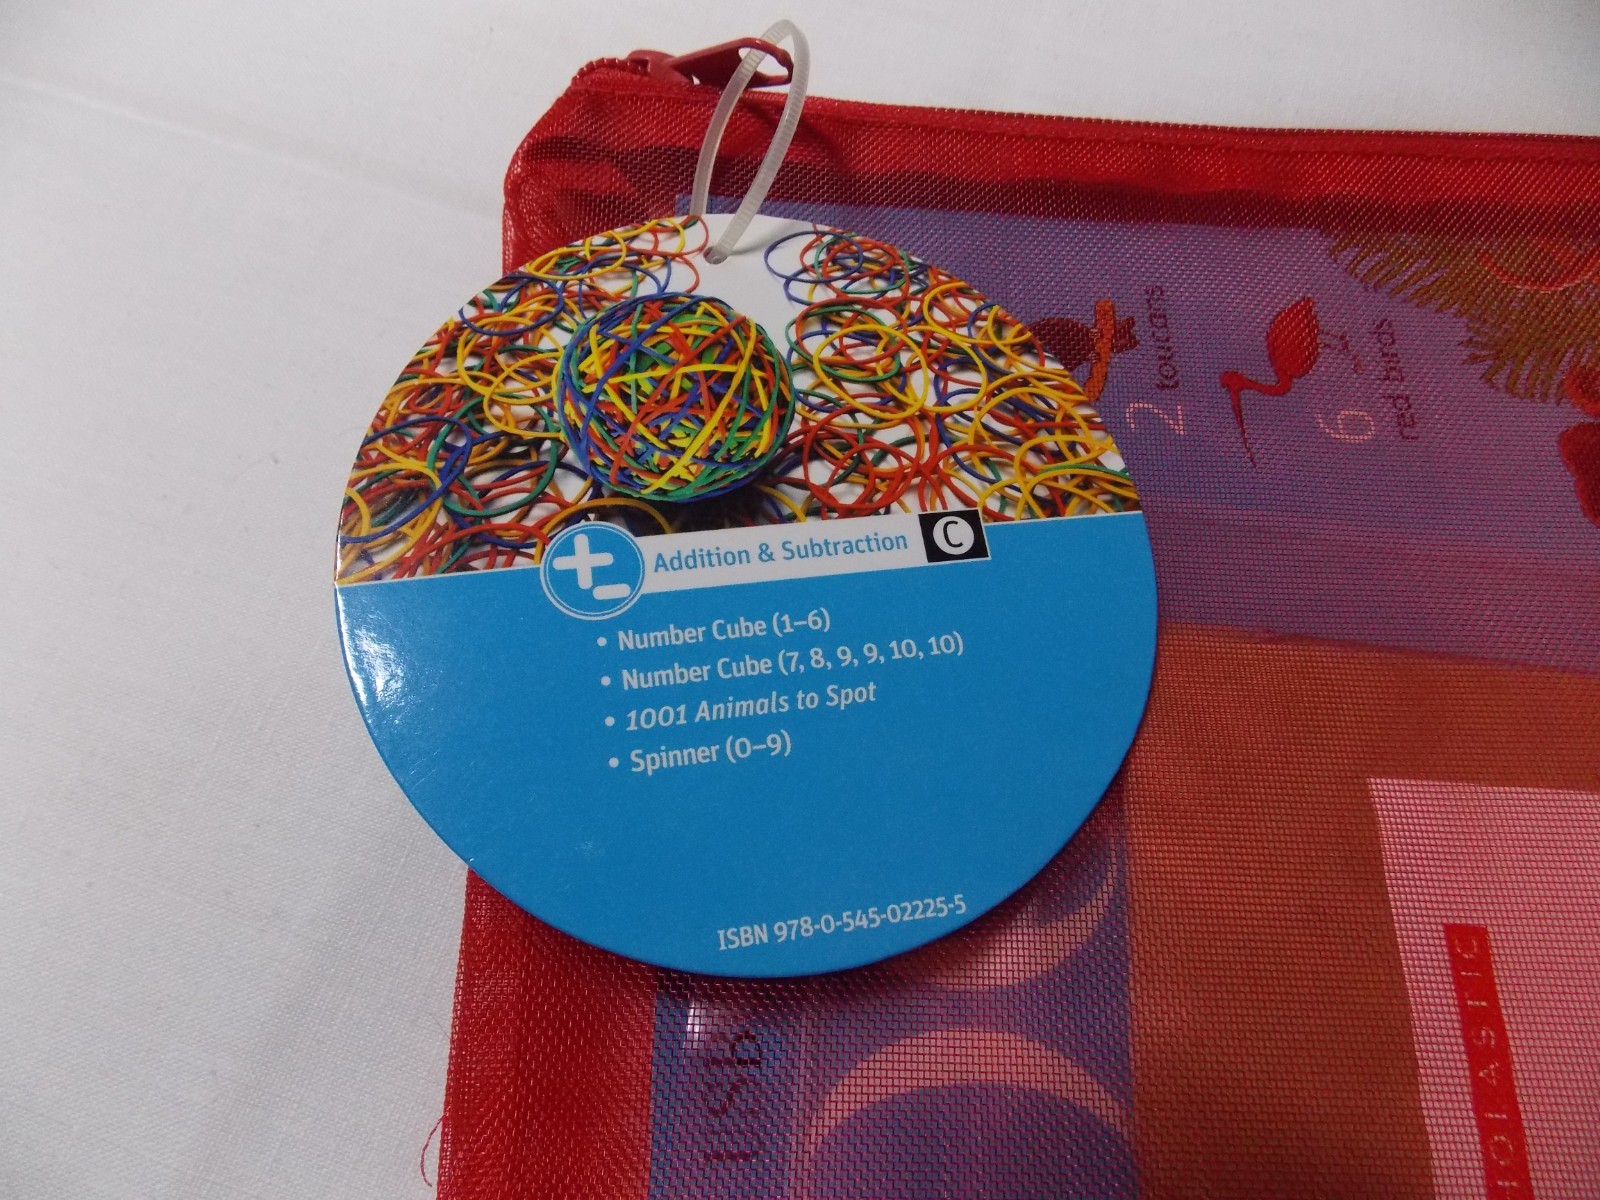 Addition & Subtraction C
• Number Cube (1–6)
• Number Cube (7, 8, 9, 9, 10, 10)
• 1001 Animals to Spot
• Spinner (0–9)
ISBN 978-0-545-02225-5
2 toucans
6 red birds